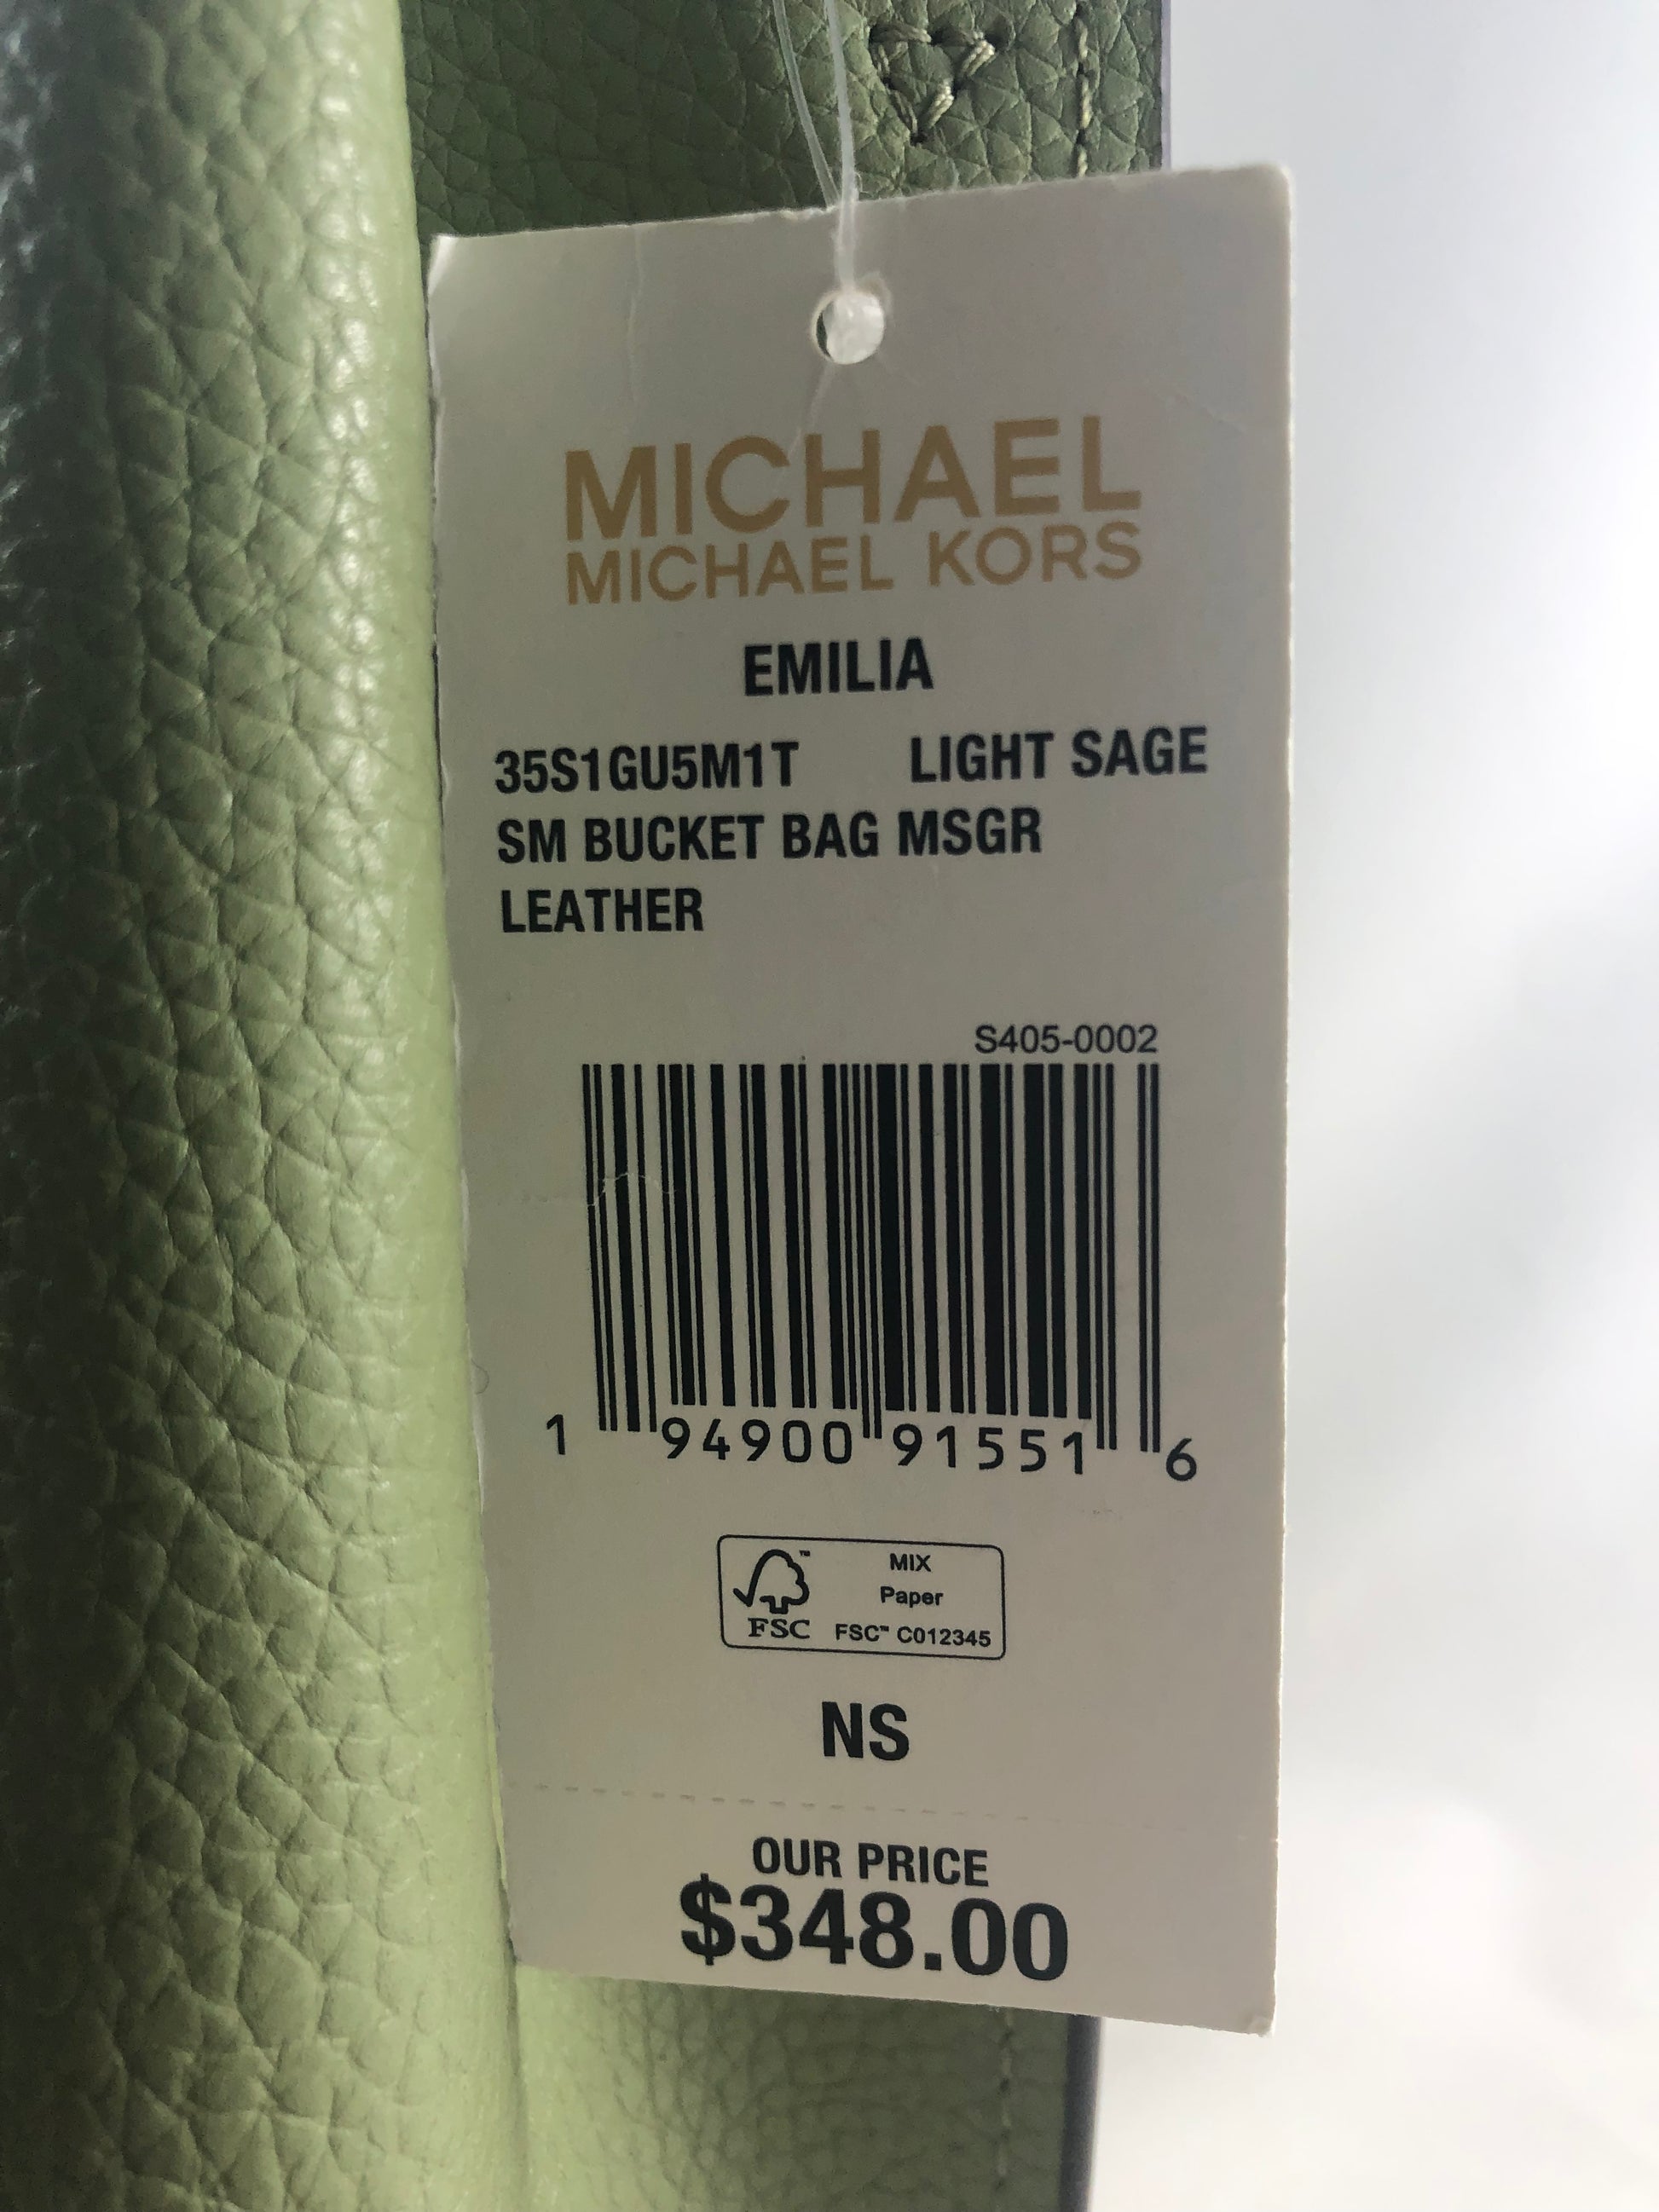 MICHAEL
MICHAEL KORS
EMILIA
35S1GU5M1T LIGHT SAGE
SM BUCKET BAG MSGR
LEATHER
S405-0002
1 94900 91551 6
FSC™
MIX
Paper
FSC™ C012345
NS
OUR PRICE
$348.00